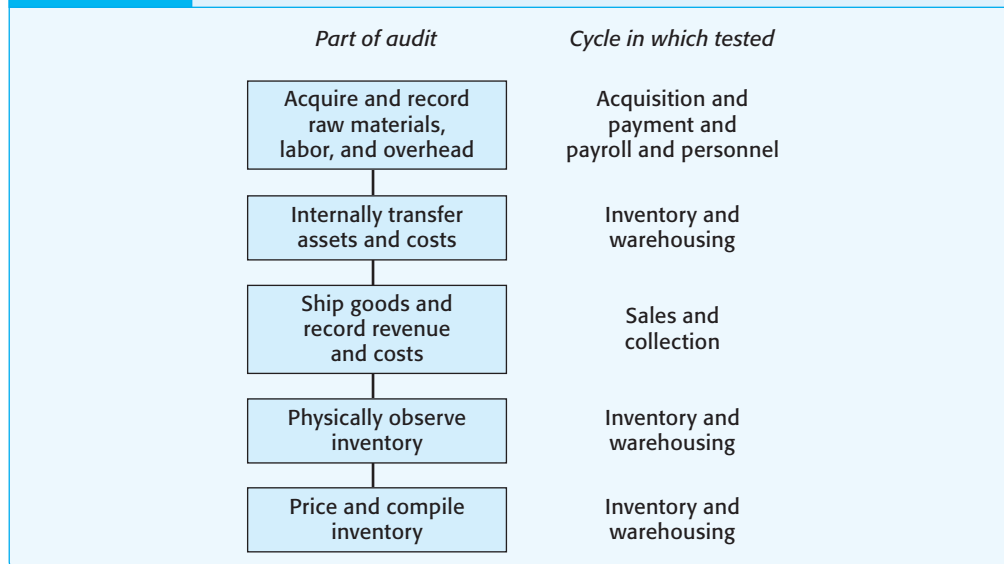 Part of audit
Cycle in which tested
Acquire and record
raw materials,
labor, and overhead
Acquisition and
payment and
payroll and personnel
Internally transfer
assets and costs
Inventory and
warehousing
Ship goods and
record revenue
and costs
Sales and
collection
Physically observe
inventory
Inventory and
warehousing
Price and compile
inventory
Inventory and
warehousing